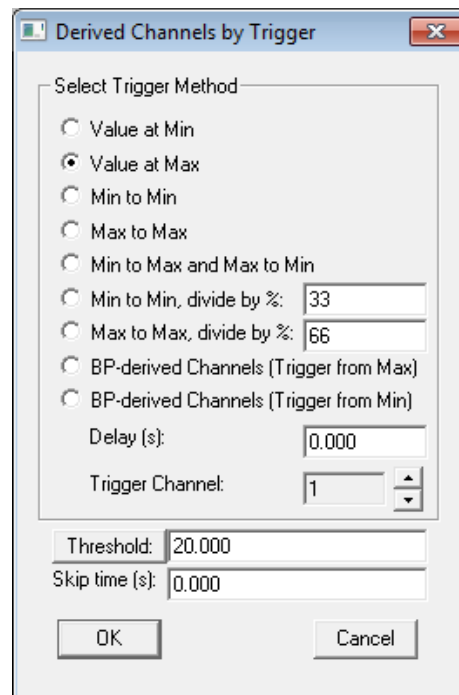 Derived Channels by Trigger
Select Trigger Method
Value at Min
Value at Max
Min to Min
Max to Max
Min to Max and Max to Min
Min to Min, divide by %: 33
Max to Max, divide by %: 66
BP-derived Channels (Trigger from Max)
BP-derived Channels (Trigger from Min)
Delay (s): 0.000
Trigger Channel: 1
Threshold: 20.000
Skip time (s): 0.000
OK Cancel